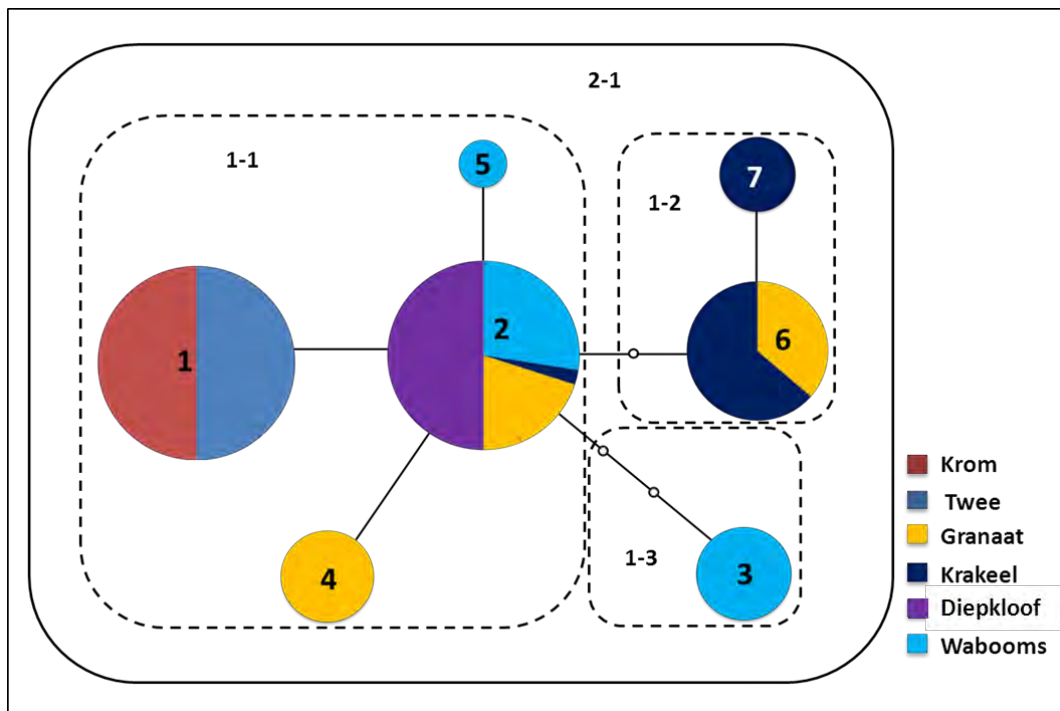 2-1
1-1
5
7
1-2
2
1
6
1-3
4
3
Krom
Twee
Granaat
Krakeel
Diepkloof
Wabooms